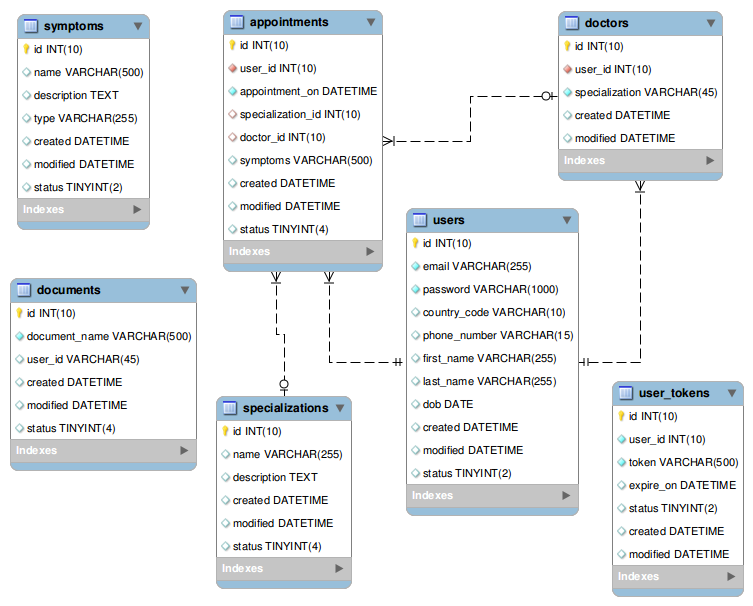 symptoms
id INT(10)
name VARCHAR(500)
description TEXT
type VARCHAR(255)
created DATETIME
modified DATETIME
status TINYINT(2)
Indexes
appointments
id INT(10)
user_id INT(10)
appointment_on DATETIME
specialization_id INT(10)
doctor_id INT(10)
symptoms VARCHAR(500)
created DATETIME
modified DATETIME
status TINYINT(4)
Indexes
doctors
id INT(10)
user_id INT(10)
specialization VARCHAR(45)
created DATETIME
modified DATETIME
Indexes
users
id INT(10)
email VARCHAR(255)
password VARCHAR(1000)
country_code VARCHAR(10)
phone_number VARCHAR(15)
first_name VARCHAR(255)
last_name VARCHAR(255)
dob DATE
created DATETIME
modified DATETIME
status TINYINT(2)
Indexes
documents
id INT(10)
document_name VARCHAR(500)
user_id VARCHAR(45)
created DATETIME
modified DATETIME
status TINYINT(4)
Indexes
specializations
id INT(10)
name VARCHAR(255)
description TEXT
created DATETIME
modified DATETIME
status TINYINT(4)
Indexes
user_tokens
id INT(10)
user_id INT(10)
token VARCHAR(500)
expire_on DATETIME
status TINYINT(2)
created DATETIME
modified DATETIME
Indexes